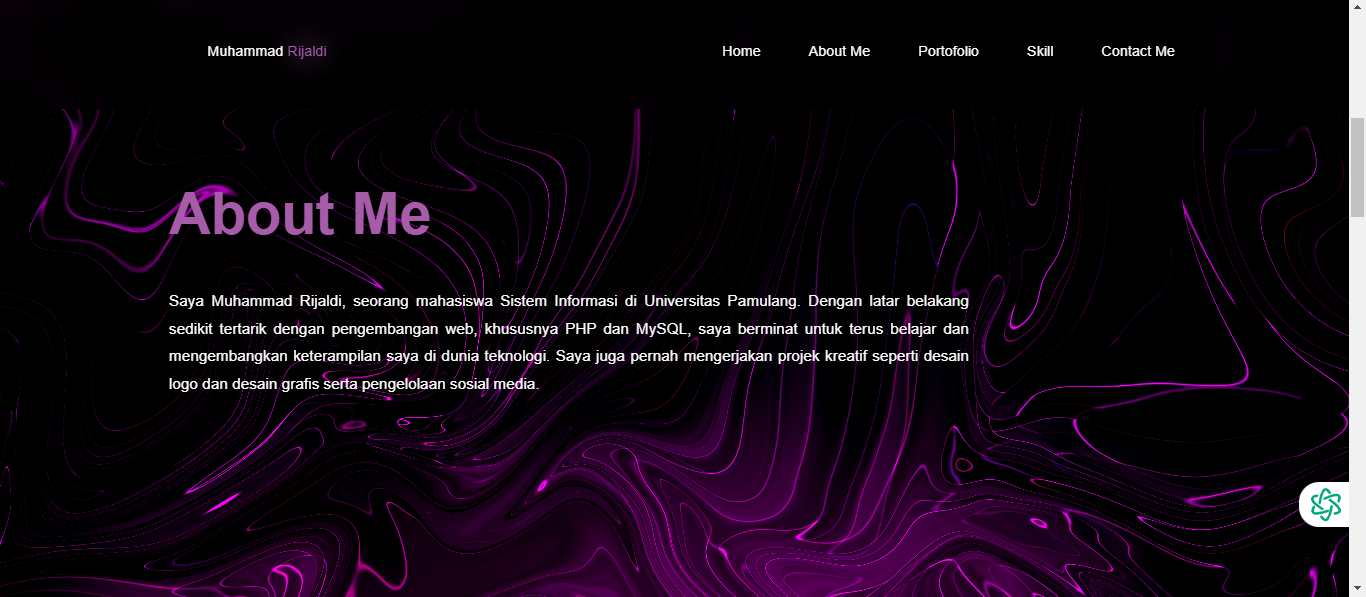 Muhammad Rijaldi
Home About Me Portofolio Skill Contact Me
About Me
Saya Muhammad Rijaldi, seorang mahasiswa Sistem Informasi di Universitas Pamulang. Dengan latar belakang
sedikit tertarik dengan pengembangan web, khususnya PHP dan MySQL, saya berminat untuk terus belajar dan
mengembangkan keterampilan saya di dunia teknologi. Saya juga pernah mengerjakan projek kreatif seperti desain
logo dan desain grafis serta pengelolaan sosial media.